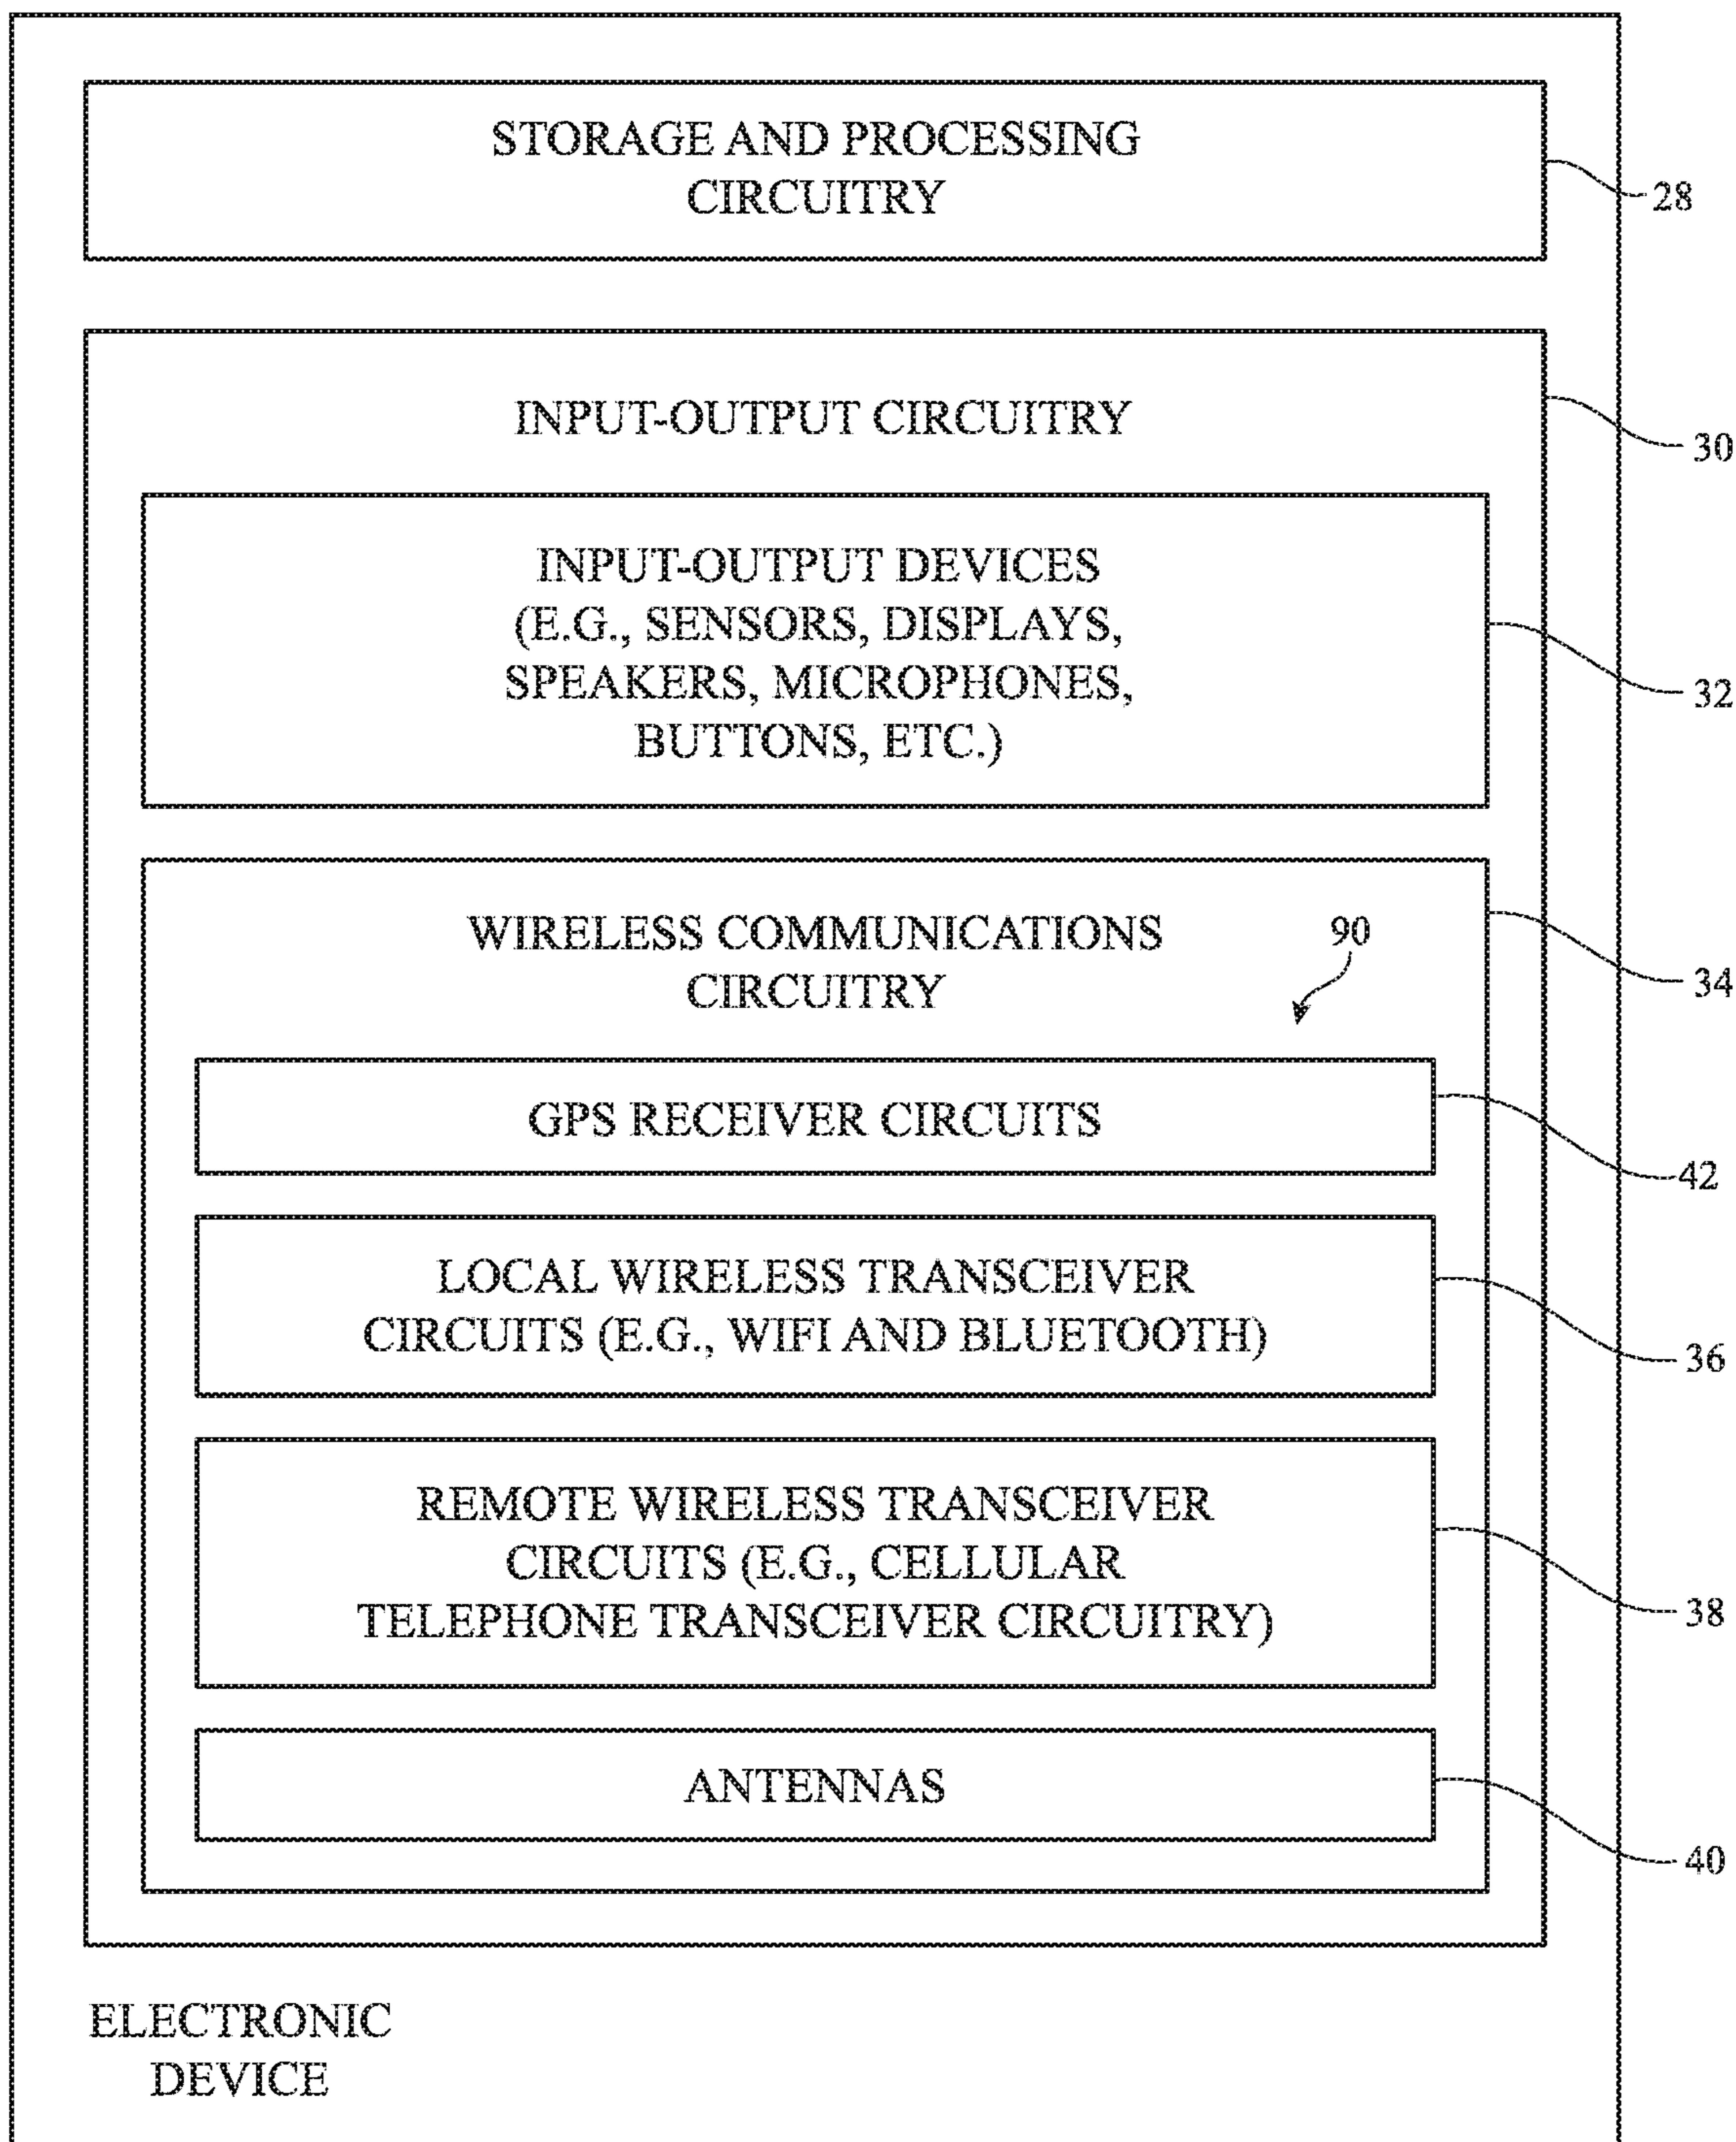 STORAGE AND PROCESSING
CIRCUITRY
28
INPUT-OUTPUT CIRCUITRY
30
INPUT-OUTPUT DEVICES
(E.G., SENSORS, DISPLAYS,
SPEAKERS, MICROPHONES,
BUTTONS, ETC.)
32
WIRELESS COMMUNICATIONS
CIRCUITRY
90
34
GPS RECEIVER CIRCUITS
42
LOCAL WIRELESS TRANSCEIVER
CIRCUITS (E.G., WIFI AND BLUETOOTH)
36
REMOTE WIRELESS TRANSCEIVER
CIRCUITS (E.G., CELLULAR
TELEPHONE TRANSCEIVER CIRCUITRY)
38
ANTENNAS
40
ELECTRONIC
DEVICE